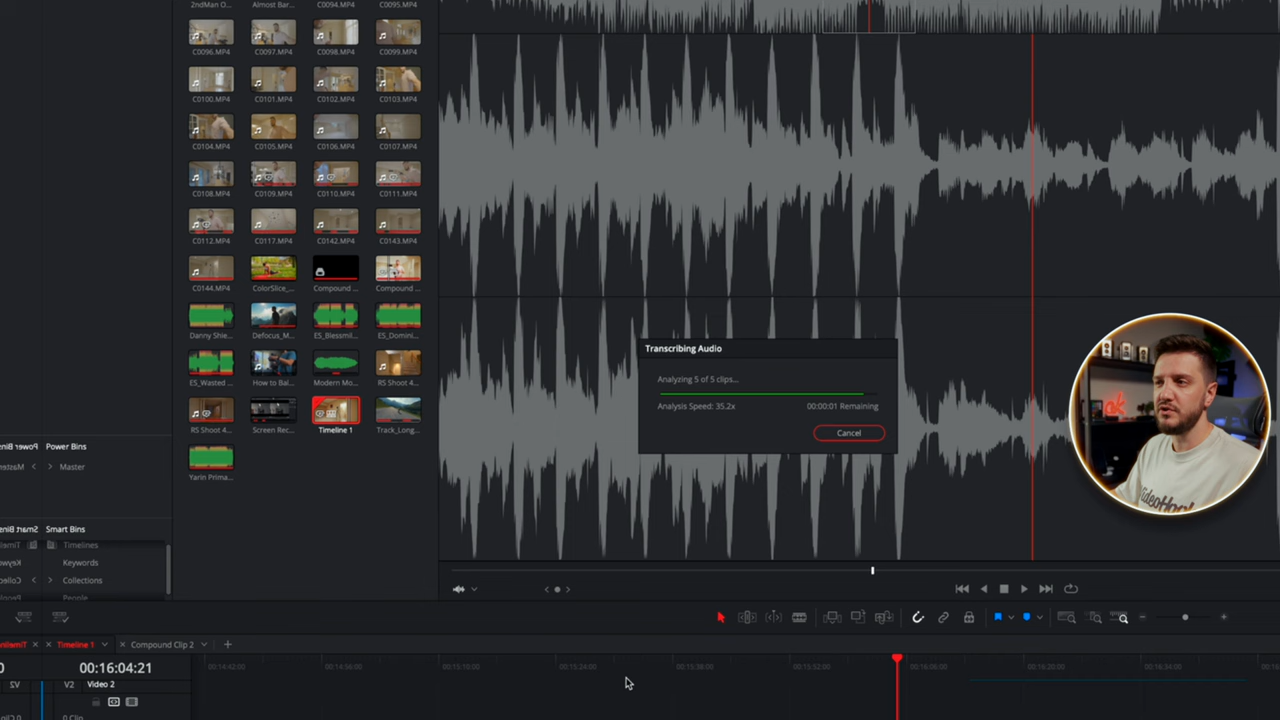 2ndMan O... Almost Bar... C0094.MP4 C0095.MP4
C0096.MP4 C0097.MP4 C0098.MP4 C0099.MP4
C0100.MP4 C0101.MP4 C0102.MP4 C0103.MP4
C0104.MP4 C0105.MP4 C0106.MP4 C0107.MP4
C0108.MP4 C0109.MP4 C0110.MP4 C0111.MP4
C0112.MP4 C0117.MP4 C0142.MP4 C0143.MP4
C0144.MP4 ColorSlice_... Compound ... Compound ...
Danny Shie... Defocus_M... ES_Blessmil... ES_Domini...
ES_Wasted ... How to Bal... Modern Mo... RS Shoot 4...
RS Shoot 4... Screen Rec... Timeline 1 Track_Long...
Yarin Prima...
Transcribing Audio
Analyzing 5 of 5 clips...
Analysis Speed: 35.2x 00:00:01 Remaining
Cancel
Power Bins
Master
Smart Bins
Timelines
Keywords
Collections
People
Timeline 1 Compound Clip 2
00:16:04:21
00:14:42:00 00:14:56:00 00:15:10:00 00:15:24:00 00:15:38:00 00:15:52:00 00:16:06:00 00:16:20:00 00:16:34:00
V2 V2 Video 2
0 Clip